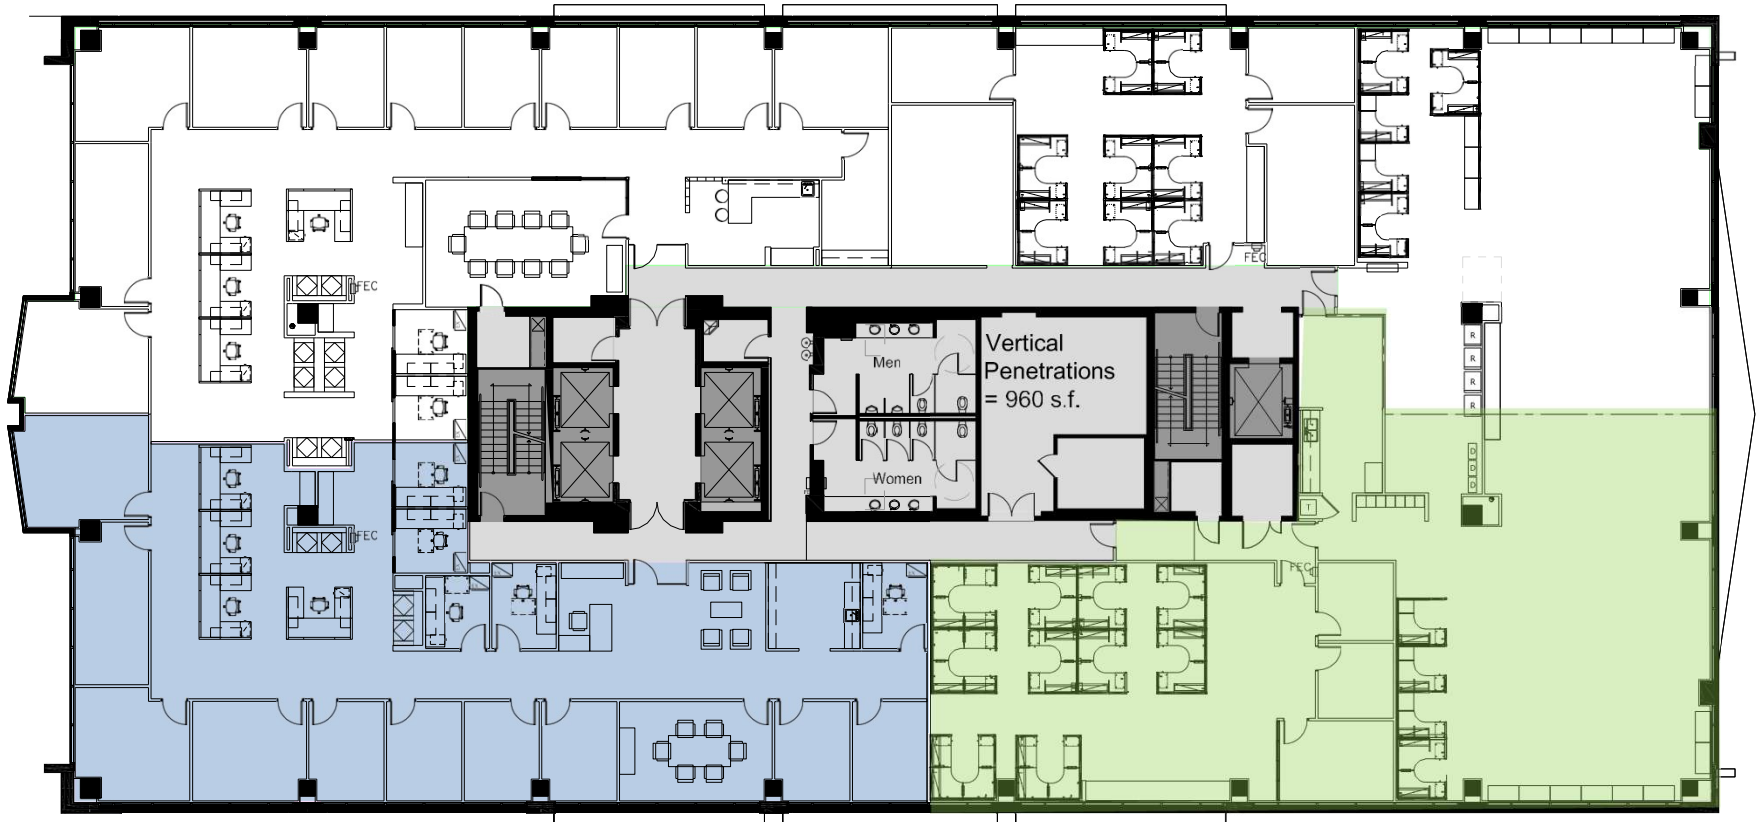 FEC
FEC
Vertical
Penetrations
= 960 s.f.
Men
R
R
R
R
Women
D
D
D
D
T
FEC
FEC